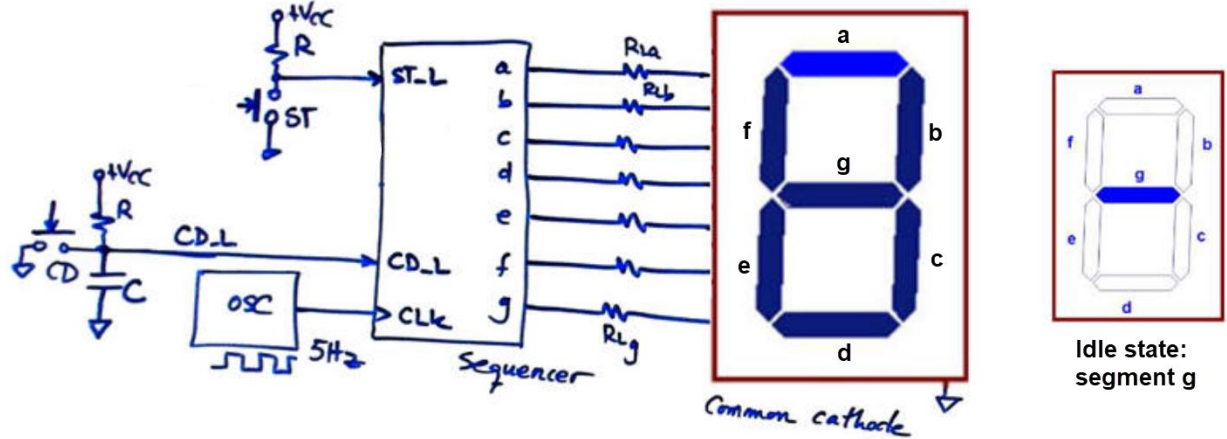 +VCC
R
ST
+VCC
R
CD
C
CD_L
OSC
5Hz
ST_L
CD_L
CLK
a
b
c
d
e
f
g
Sequencer
RLa
RLb
RLg
a
b
c
d
e
f
g
Common cathode
a
b
c
d
e
f
g
Idle state:
segment g